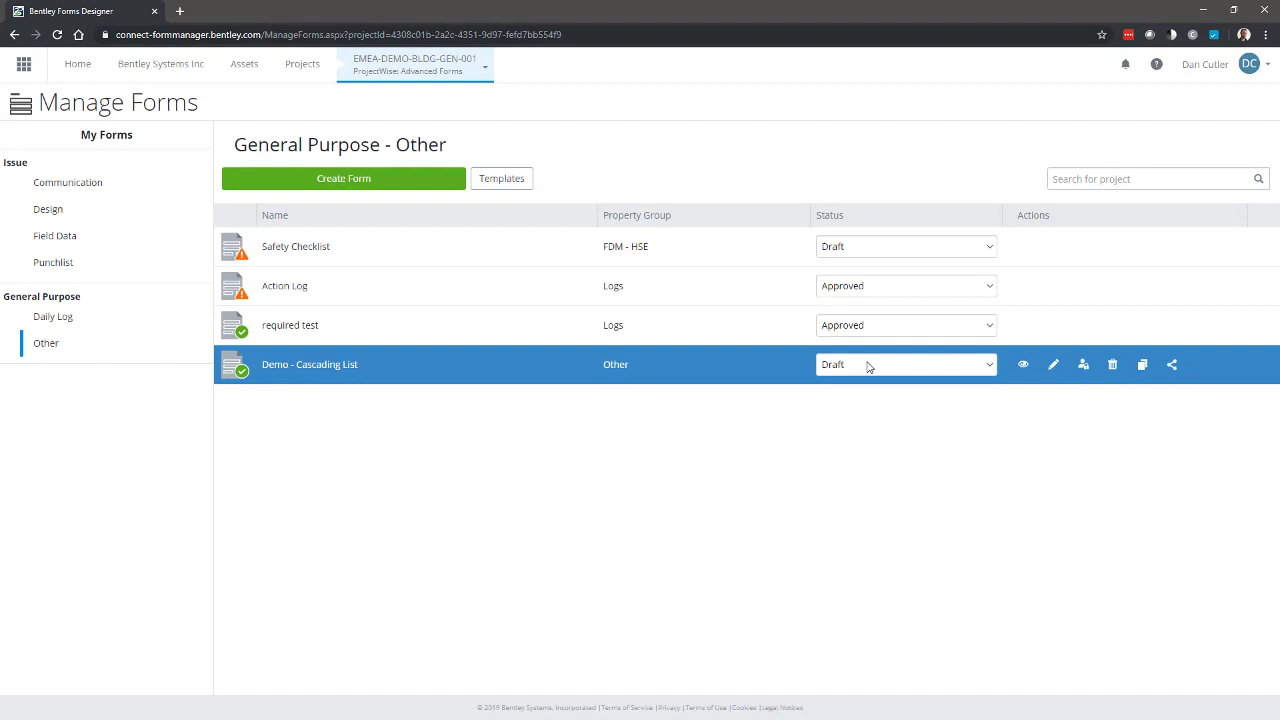 Bentley Forms Designer
connect-formmanager.bentley.com/ManageForms.aspx?projectId=4308c01b-2a2c-4351-9d97-fefd7bb554f9
Home
Bentley Systems Inc
Assets
Projects
EMEA-DEMO-BLDG-GEN-001
ProjectWise: Advanced Forms
Dan Cutler
DC
Manage Forms
My Forms
Issue
Communication
Design
Field Data
Punchlist
General Purpose
Daily Log
Other
General Purpose - Other
Create Form
Templates
Search for project
Name
Property Group
Status
Actions
Safety Checklist
FDM - HSE
Draft
Action Log
Logs
Approved
required test
Logs
Approved
Demo - Cascading List
Other
Draft
© 2019 Bentley Systems, Incorporated |Terms of Service |Privacy |Terms of Use |Cookies |Legal Notices